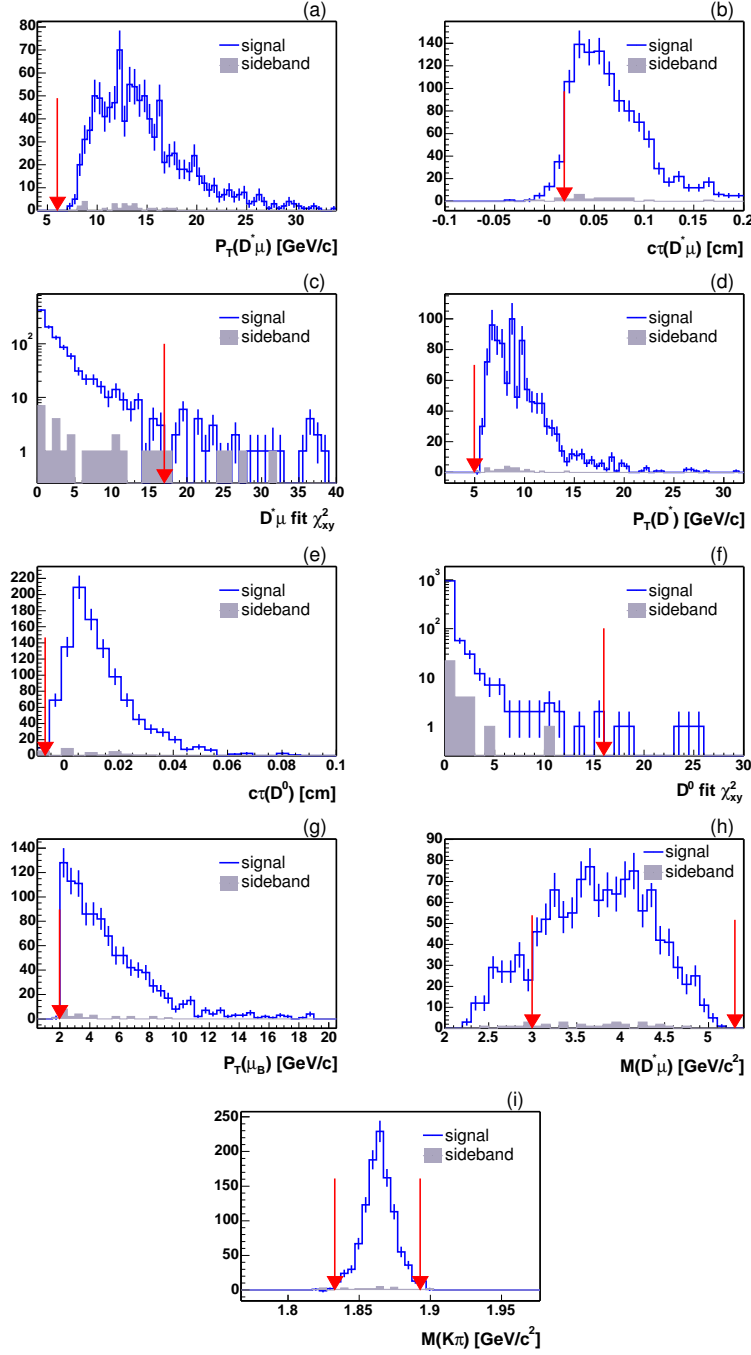 (a)
80
70
60
50
40
30
20
10
0
signal
sideband
5 10 15 20 25 30
P_T(D*μ) [GeV/c]
(b)
140
120
100
80
60
40
20
0
signal
sideband
-0.1 -0.05 -0 0.05 0.1 0.15 0.2
cτ(D*μ) [cm]
(c)
10²
10
1
signal
sideband
0 5 10 15 20 25 30 35 40
D*μ fit χ²_xy
(d)
100
80
60
40
20
0
signal
sideband
5 10 15 20 25 30
P_T(D*) [GeV/c]
(e)
220
200
180
160
140
120
100
80
60
40
20
0
signal
sideband
0 0.02 0.04 0.06 0.08 0.1
cτ(D⁰) [cm]
(f)
10³
10²
10
1
signal
sideband
0 5 10 15 20 25 30
D⁰ fit χ²_xy
(g)
140
120
100
80
60
40
20
0
signal
sideband
2 4 6 8 10 12 14 16 18 20
P_T(μ_B) [GeV/c]
(h)
90
80
70
60
50
40
30
20
10
0
signal
sideband
2 2.5 3 3.5 4 4.5 5
M(D*μ) [GeV/c²]
(i)
250
200
150
100
50
0
signal
sideband
1.8 1.85 1.9 1.95
M(Kπ) [GeV/c²]